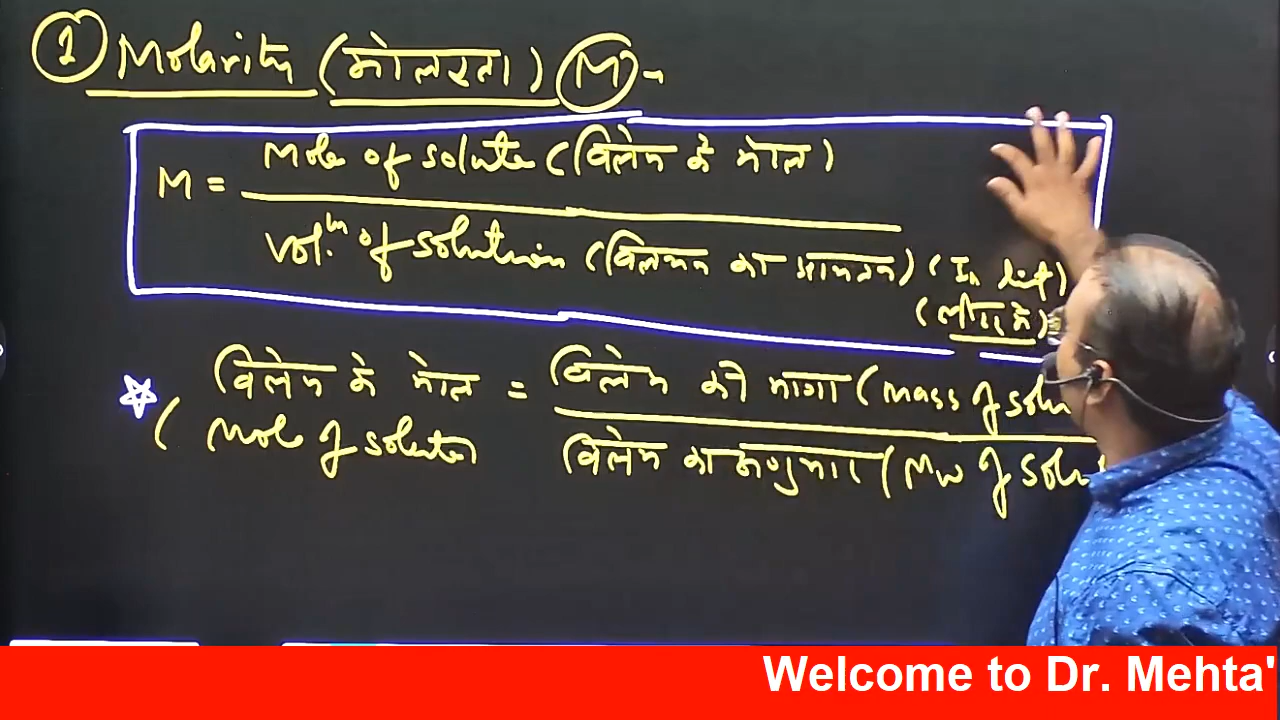 1 Molarity (मोलरता) M -
M = Mole of solute (विलेय के मोल)
Vol.ᵐ of solution (विलयन का आयतन) (In lit)
(लीटर में)
विलेय के मोल = विलेय की मात्रा (mass of solu
( Mole of solute विलेय का अणुभार (Mw of solu
Welcome to Dr. Mehta'